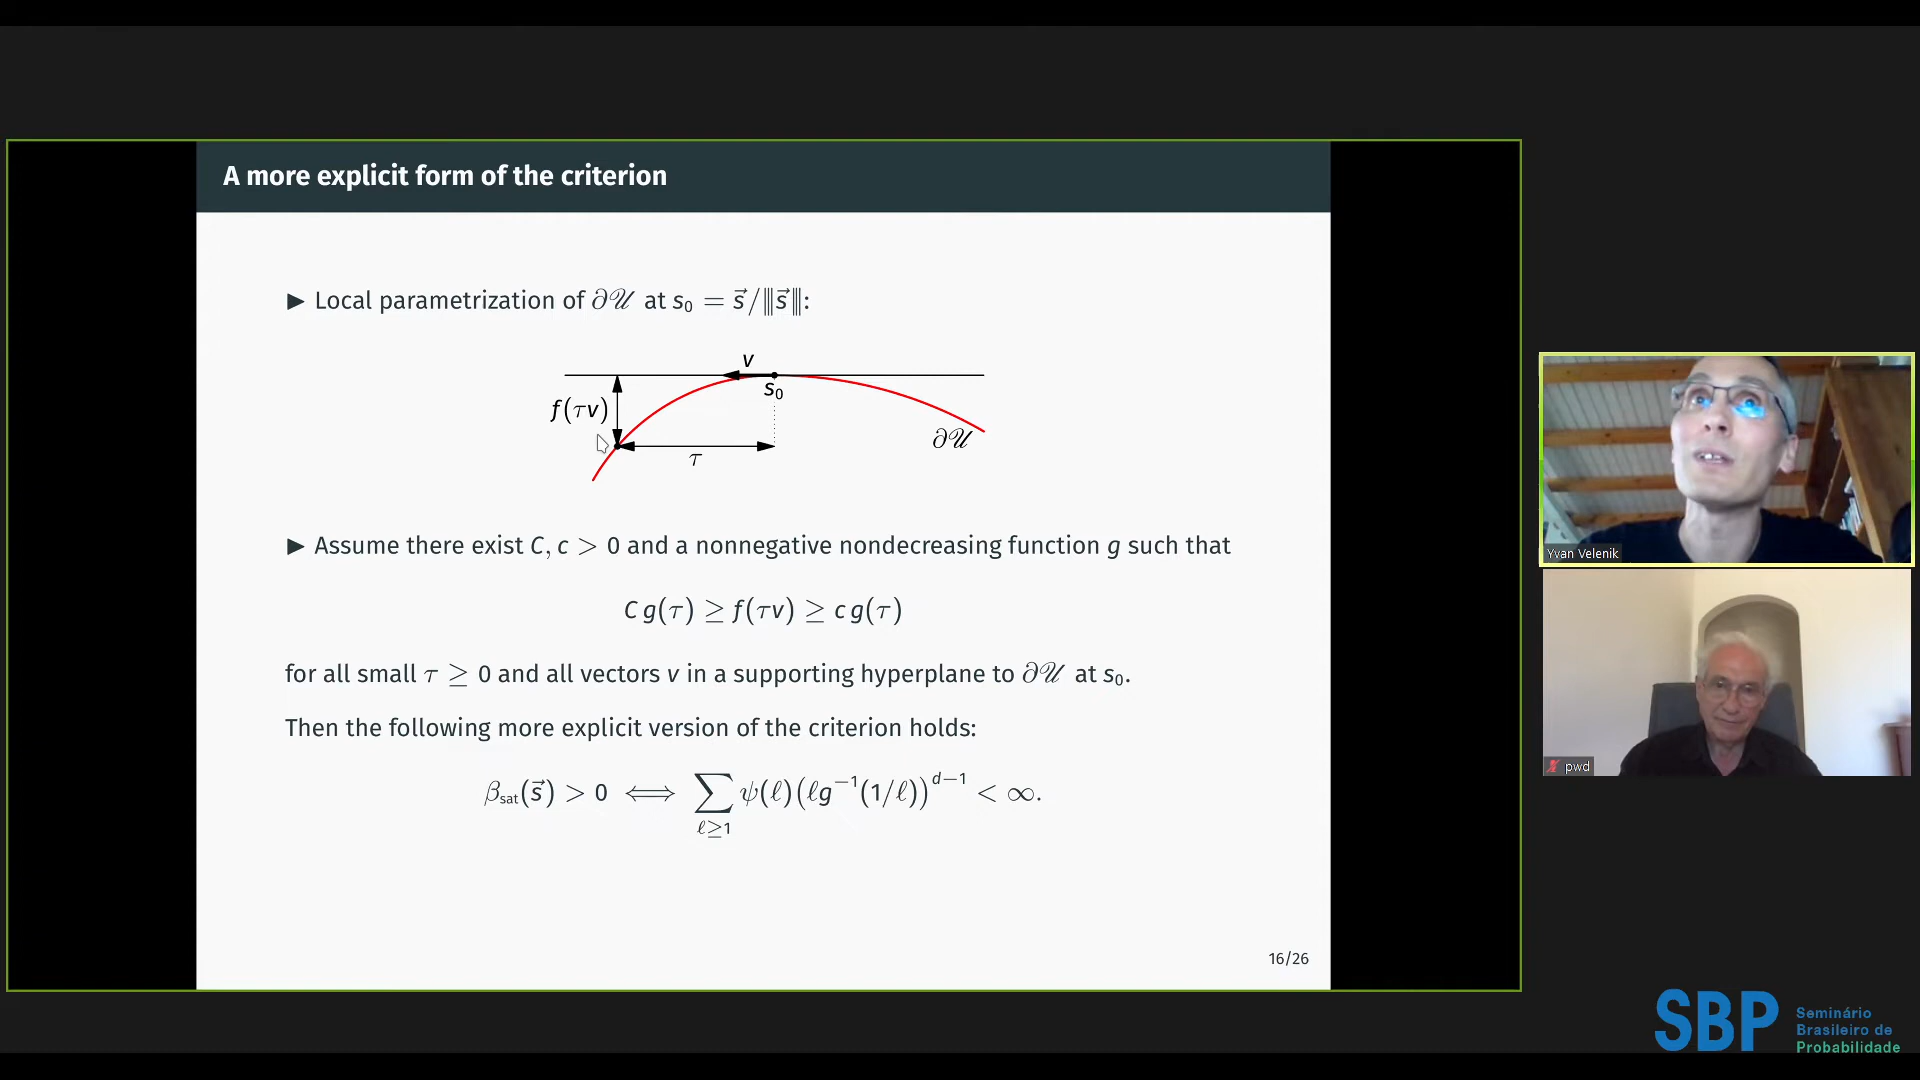 A more explicit form of the criterion
▶ Local parametrization of ∂𝒰 at s₀ = s⃗/⦀s⃗⦀:
v
s₀
f(τv)
∂𝒰
τ
▶ Assume there exist C, c > 0 and a nonnegative nondecreasing function g such that
C g(τ) ≥ f(τv) ≥ c g(τ)
for all small τ ≥ 0 and all vectors v in a supporting hyperplane to ∂𝒰 at s₀.
Then the following more explicit version of the criterion holds:
β_sat(s⃗) > 0 ⟺ ∑_{ℓ≥1} ψ(ℓ)(ℓg⁻¹(1/ℓ))^{d−1} < ∞.
16/26
Yvan Velenik
pwd
SBP
Seminário
Brasileiro de
Probabilidade